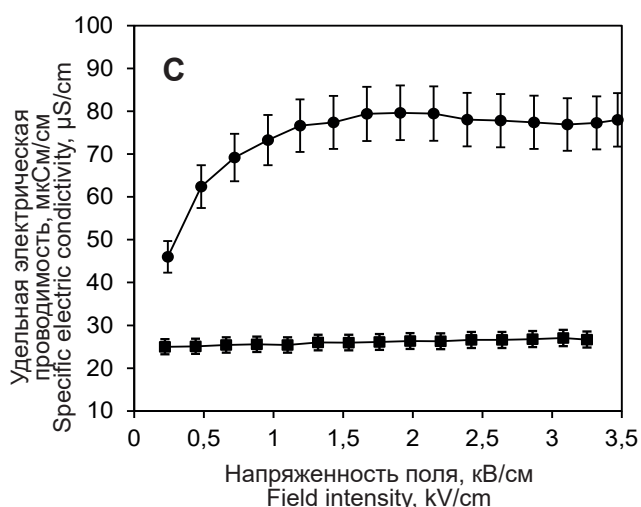 C
100
90
80
70
60
50
40
30
20
10
Удельная электрическая
проводимость, мкСм/см
Specific electric condictivity, µS/cm
0 0,5 1 1,5 2 2,5 3 3,5
Напряженность поля, кВ/см
Field intensity, kV/cm